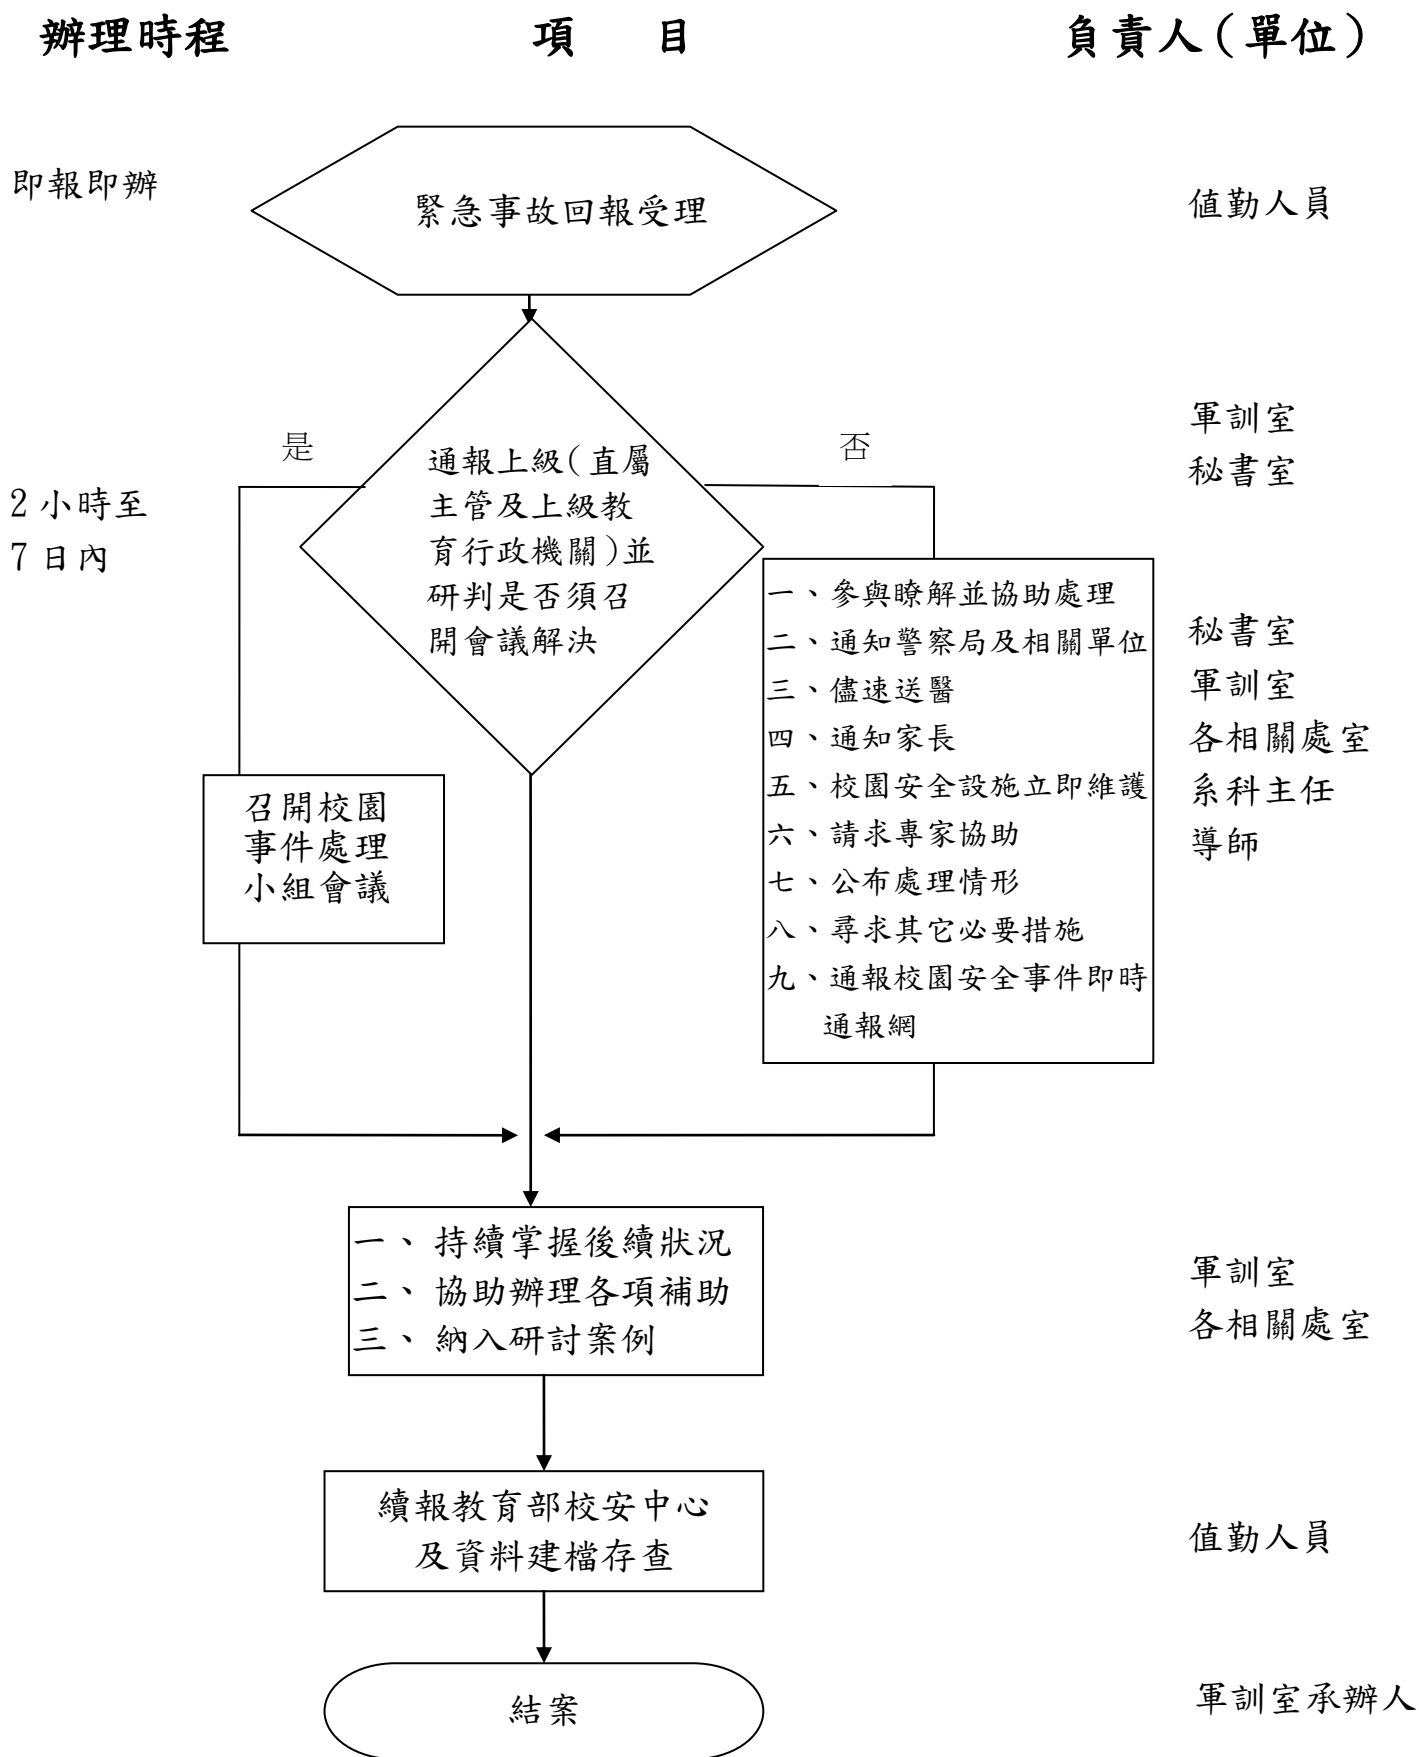 辦理時程 項 目 負責人(單位)
即報即辦
緊急事故回報受理
值勤人員
是
否
軍訓室
秘書室
2小時至
7日內
通報上級(直屬
主管及上級教
育行政機關)並
研判是否須召
開會議解決
一、參與瞭解並協助處理
二、通知警察局及相關單位
三、儘速送醫
四、通知家長
五、校園安全設施立即維護
六、請求專家協助
七、公布處理情形
八、尋求其它必要措施
九、通報校園安全事件即時
通報網
秘書室
軍訓室
各相關處室
系科主任
導師
召開校園
事件處理
小組會議
一、 持續掌握後續狀況
二、 協助辦理各項補助
三、 納入研討案例
軍訓室
各相關處室
續報教育部校安中心
及資料建檔存查
值勤人員
結案
軍訓室承辦人